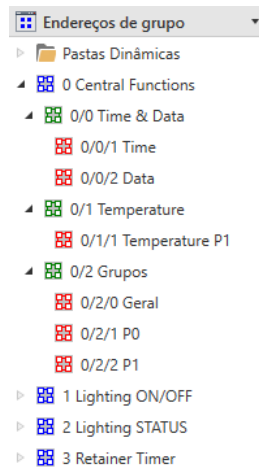 Endereços de grupo
Pastas Dinâmicas
0 Central Functions
0/0 Time & Data
0/0/1 Time
0/0/2 Data
0/1 Temperature
0/1/1 Temperature P1
0/2 Grupos
0/2/0 Geral
0/2/1 P0
0/2/2 P1
1 Lighting ON/OFF
2 Lighting STATUS
3 Retainer Timer